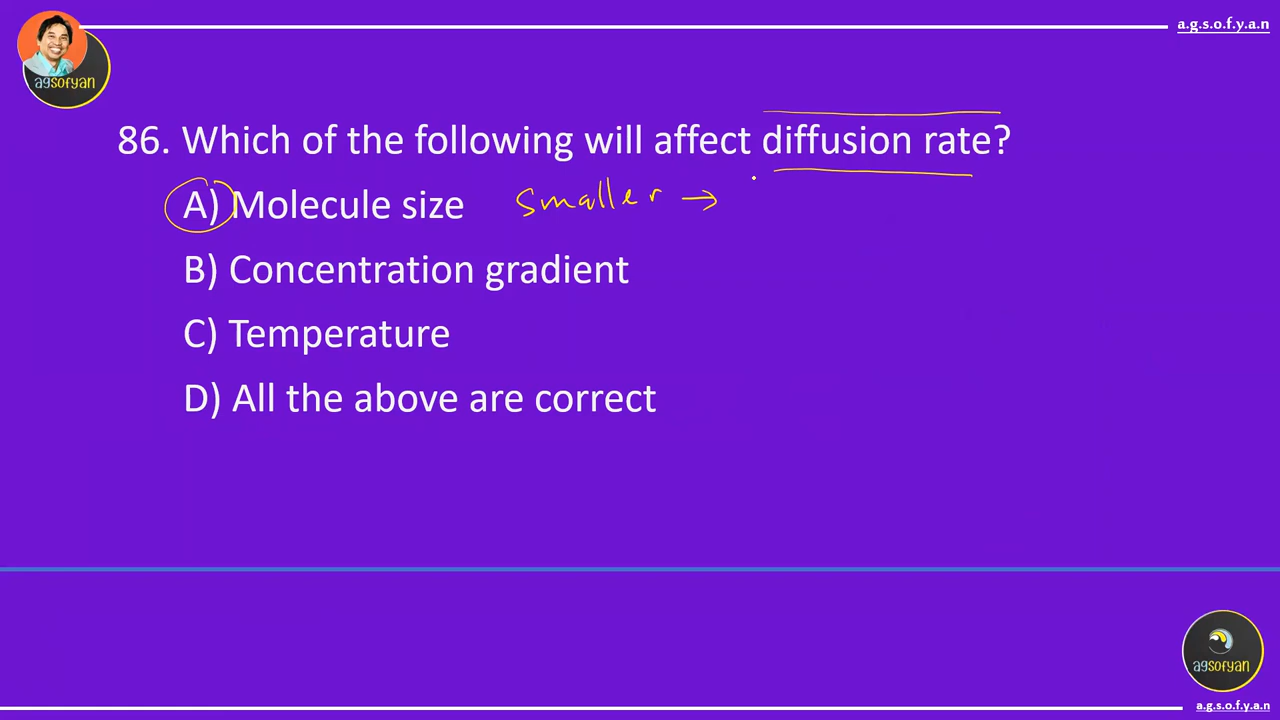 a.g.s.o.f.y.an
agsofyan
86. Which of the following will affect diffusion rate?
A) Molecule size smaller →
B) Concentration gradient
C) Temperature
D) All the above are correct
agsofyan
a.g.s.o.f.y.a.n